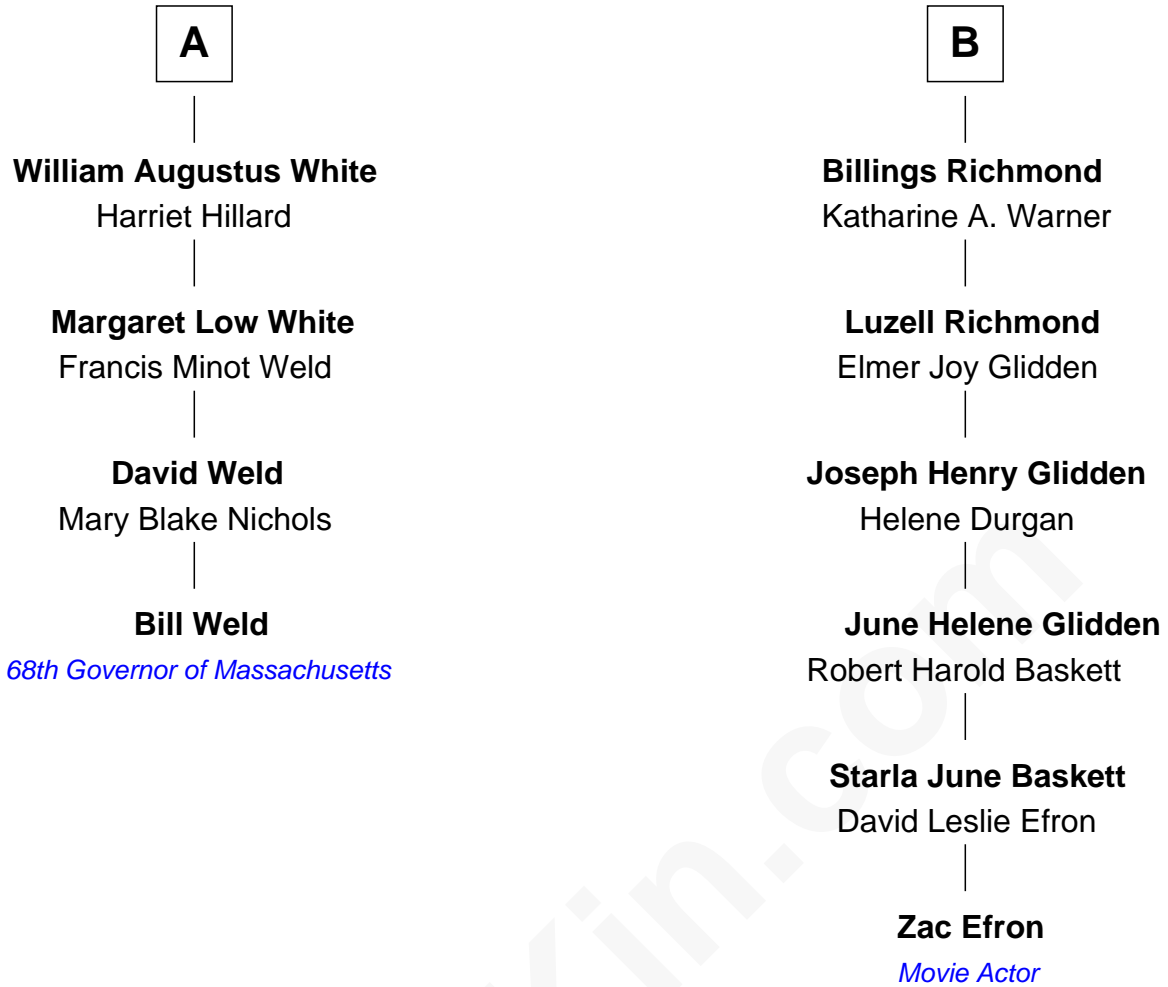 A
William Augustus White
Harriet Hillard
Margaret Low White
Francis Minot Weld
David Weld
Mary Blake Nichols
Bill Weld
68th Governor of Massachusetts
B
Billings Richmond
Katharine A. Warner
Luzell Richmond
Elmer Joy Glidden
Joseph Henry Glidden
Helene Durgan
June Helene Glidden
Robert Harold Baskett
Starla June Baskett
David Leslie Efron
Zac Efron
Movie Actor
Kin.com